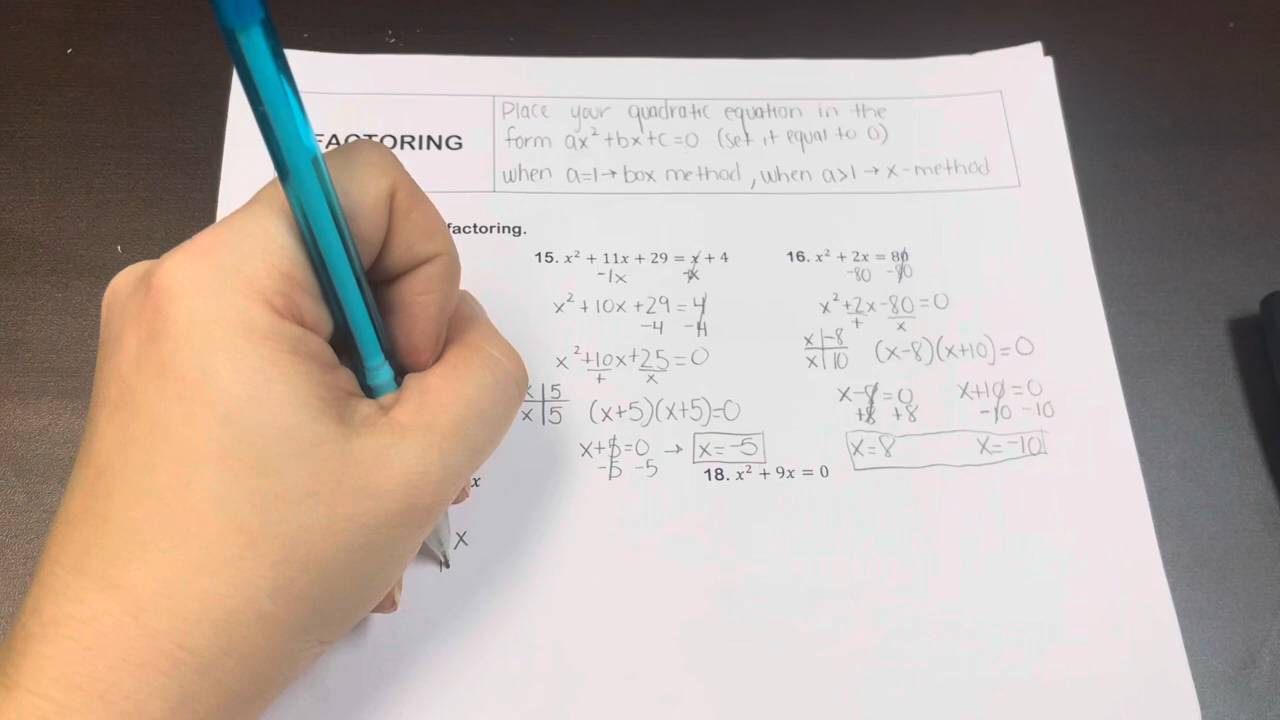 FACTORING
Place your quadratic equation in the
form ax² + bx + c = 0 (set it equal to 0)
when a=1 → box method, when a>1 → x-method
factoring.
15. x² + 11x + 29 = x + 4
-1x -x
x² + 10x + 29 = 4
-4 -4
x² + 10x + 25 = 0
+ x
x | 5
x | 5
(x+5)(x+5)=0
x+5=0 → x=-5
-5 -5
16. x² + 2x = 80
-80 -80
x² + 2x - 80 = 0
+ x
x | -8
x | 10
(x-8)(x+10)=0
x-8=0 x+10=0
+8 +8 -10 -10
x=8 x=-10
x
x
18. x² + 9x = 0